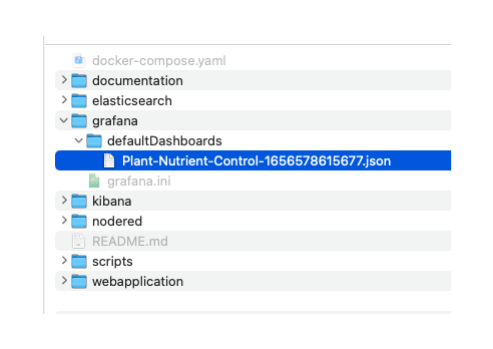 docker-compose.yaml
documentation
elasticsearch
grafana
defaultDashboards
Plant-Nutrient-Control-1656578615677.json
grafana.ini
kibana
nodered
README.md
scripts
webapplication